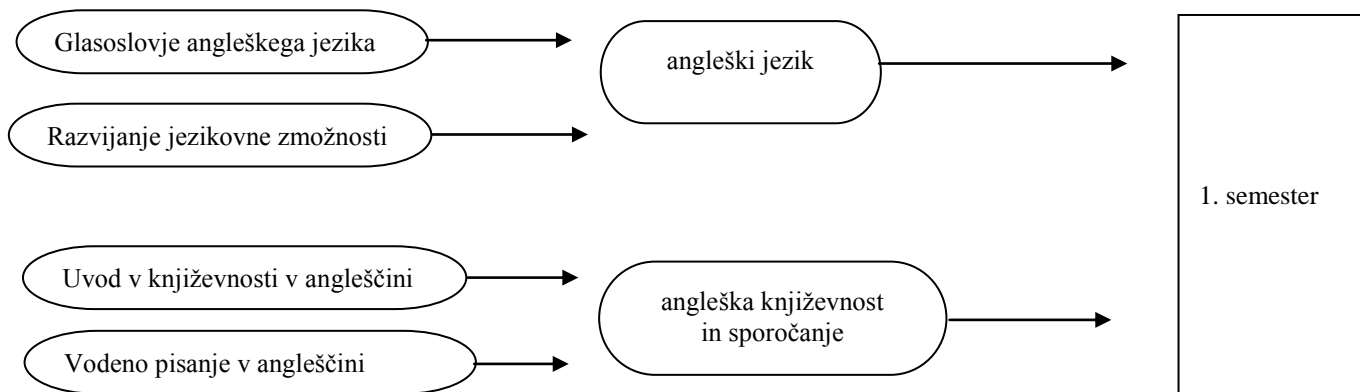 Glasoslovje angleškega jezika
angleški jezik
Razvijanje jezikovne zmožnosti
1. semester
Uvod v književnosti v angleščini
angleška književnost
in sporočanje
Vodeno pisanje v angleščini